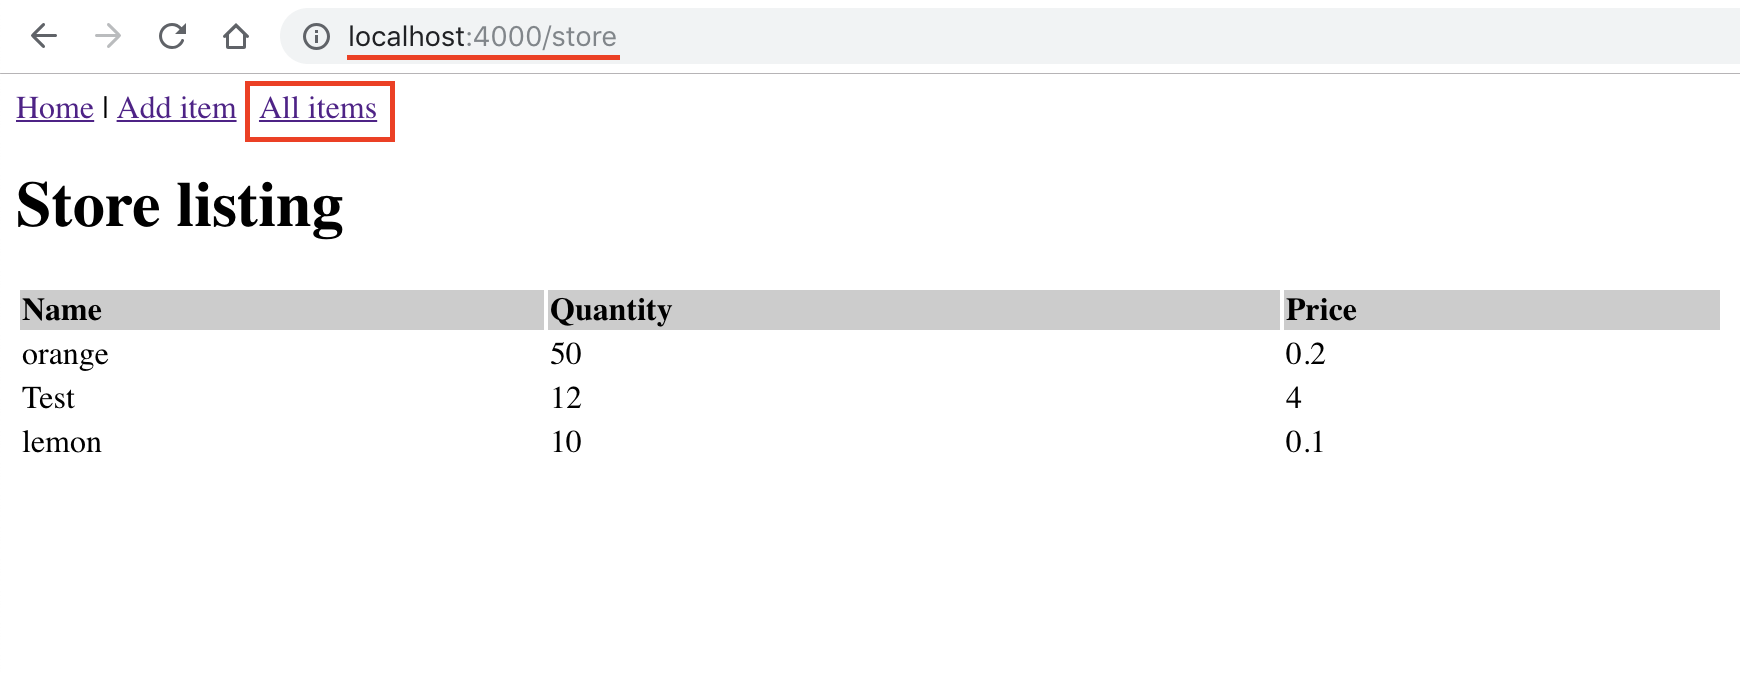 localhost:4000/store
Home | Add item All items
Store listing
Name Quantity Price
orange 50 0.2
Test 12 4
lemon 10 0.1